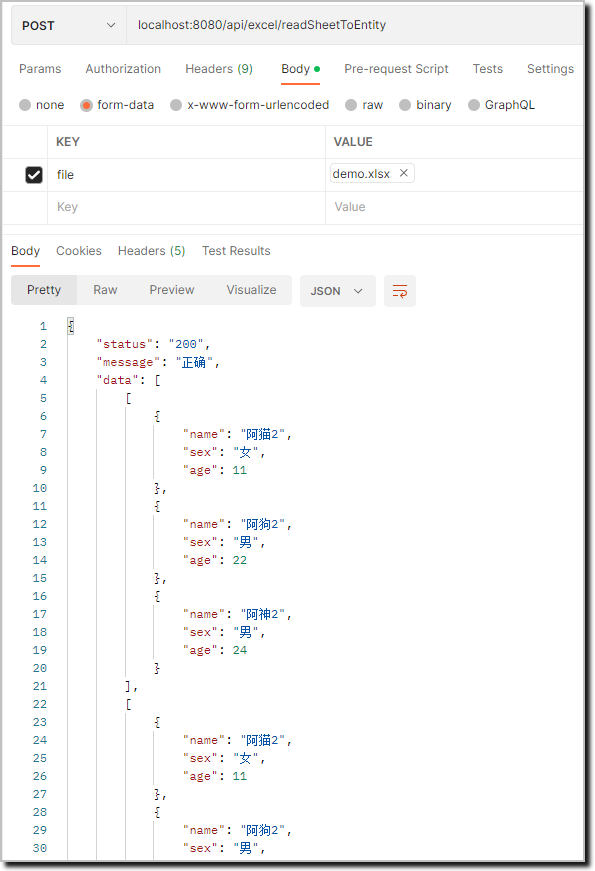 POST localhost:8080/api/excel/readSheetToEntity
Params Authorization Headers (9) Body Pre-request Script Tests Settings
none form-data x-www-form-urlencoded raw binary GraphQL
KEY VALUE
file demo.xlsx
Key Value
Body Cookies Headers (5) Test Results
Pretty Raw Preview Visualize JSON
1 {
2 "status": "200",
3 "message": "正确",
4 "data": [
5 [
6 {
7 "name": "阿猫2",
8 "sex": "女",
9 "age": 11
10 },
11 {
12 "name": "阿狗2",
13 "sex": "男",
14 "age": 22
15 },
16 {
17 "name": "阿神2",
18 "sex": "男",
19 "age": 24
20 }
21 ],
22 [
23 {
24 "name": "阿猫2",
25 "sex": "女",
26 "age": 11
27 },
28 {
29 "name": "阿狗2",
30 "sex": "男",